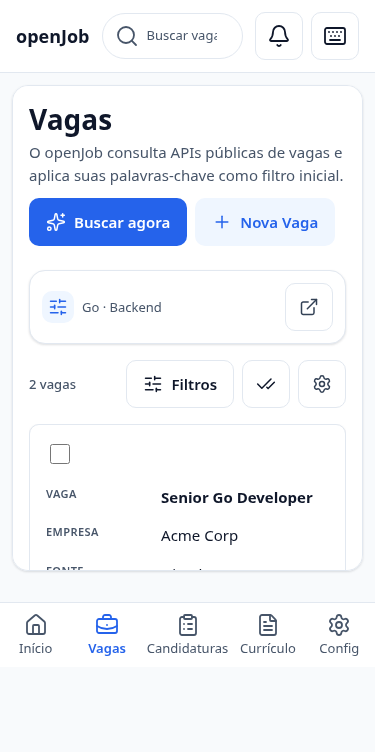 openJob
Buscar vaga
Vagas
O openJob consulta APIs públicas de vagas e
aplica suas palavras-chave como filtro inicial.
Buscar agora
Nova Vaga
Go · Backend
2 vagas
Filtros
VAGA
Senior Go Developer
EMPRESA
Acme Corp
FONTE
Início
Vagas
Candidaturas
Currículo
Config